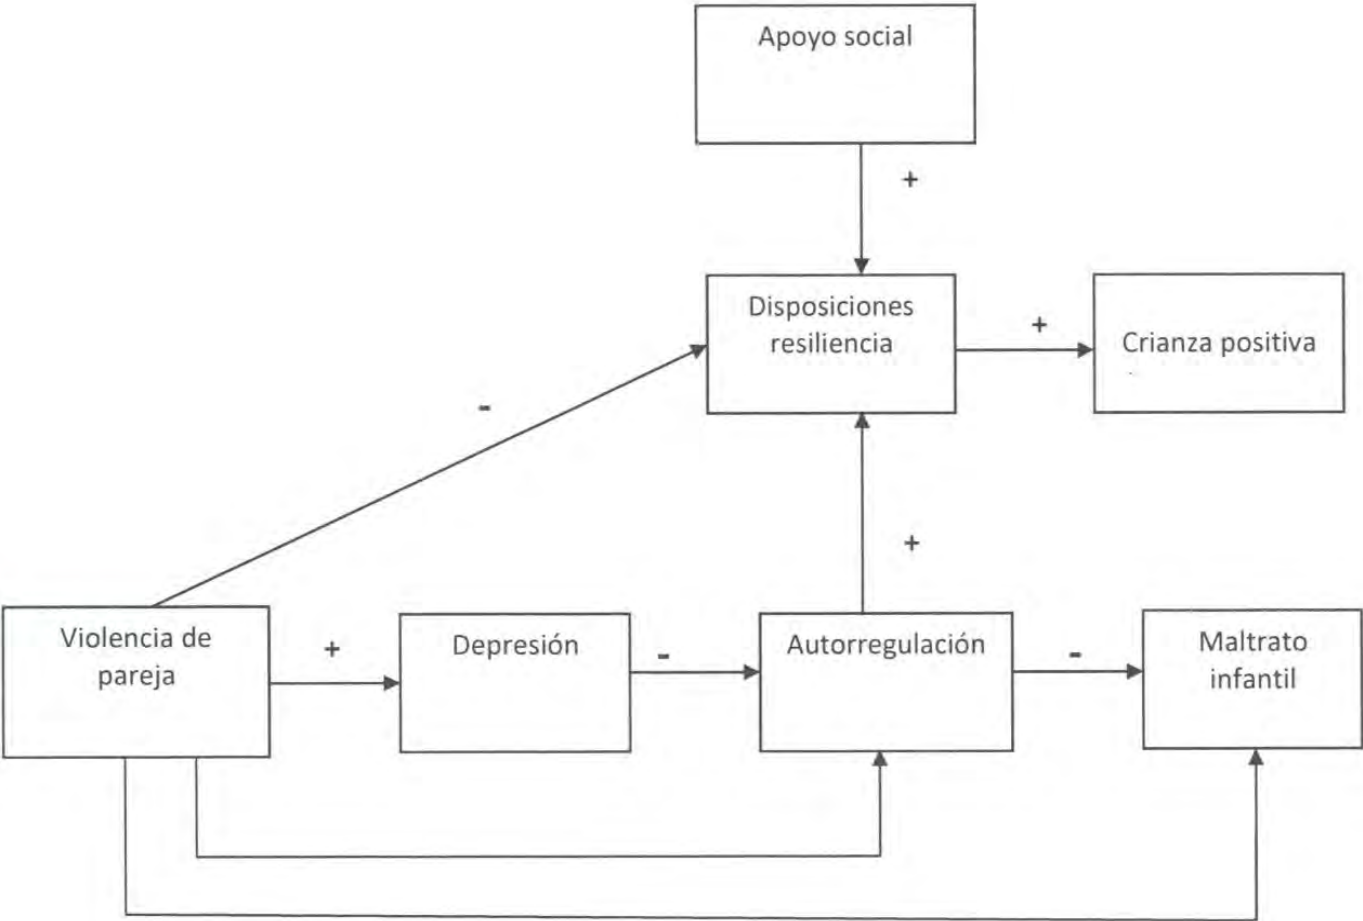 Apoyo social
+
Disposiciones
resiliencia
+
Crianza positiva
-
+
Violencia de
pareja
+
Depresión
-
Autorregulación
-
Maltrato
infantil